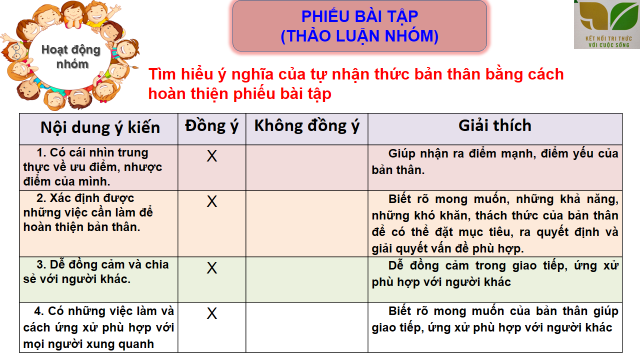 PHIẾU BÀI TẬP
(THẢO LUẬN NHÓM)
Hoạt động
nhóm
KẾT NỐI TRI THỨC
VỚI CUỘC SỐNG
Tìm hiểu ý nghĩa của tự nhận thức bản thân bằng cách
hoàn thiện phiếu bài tập
Nội dung ý kiến Đồng ý Không đồng ý Giải thích
1. Có cái nhìn trung
thực về ưu điểm, nhược
điểm của mình.
X
Giúp nhận ra điểm mạnh, điểm yếu của
bản thân.
2. Xác định được
những việc cần làm để
hoàn thiện bản thân.
X
Biết rõ mong muốn, những khả năng,
những khó khăn, thách thức của bản thân
để có thể đặt mục tiêu, ra quyết định và
giải quyết vấn đề phù hợp.
3. Dễ đồng cảm và chia
sẻ với người khác.
X
Dễ đồng cảm trong giao tiếp, ứng xử
phù hợp với người khác
4. Có những việc làm và
cách ứng xử phù hợp với
mọi người xung quanh
X
Biết rõ mong muốn của bản thân giúp
giao tiếp, ứng xử phù hợp với người khác